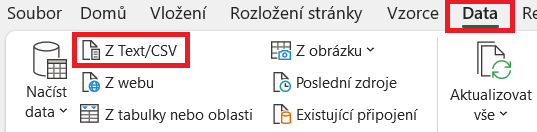 Soubor Domů Vložení Rozložení stránky Vzorce Data Re
Načíst data
Z Text/CSV
Z webu
Z tabulky nebo oblasti
Z obrázku
Poslední zdroje
Existující připojení
Aktualizovat
vše